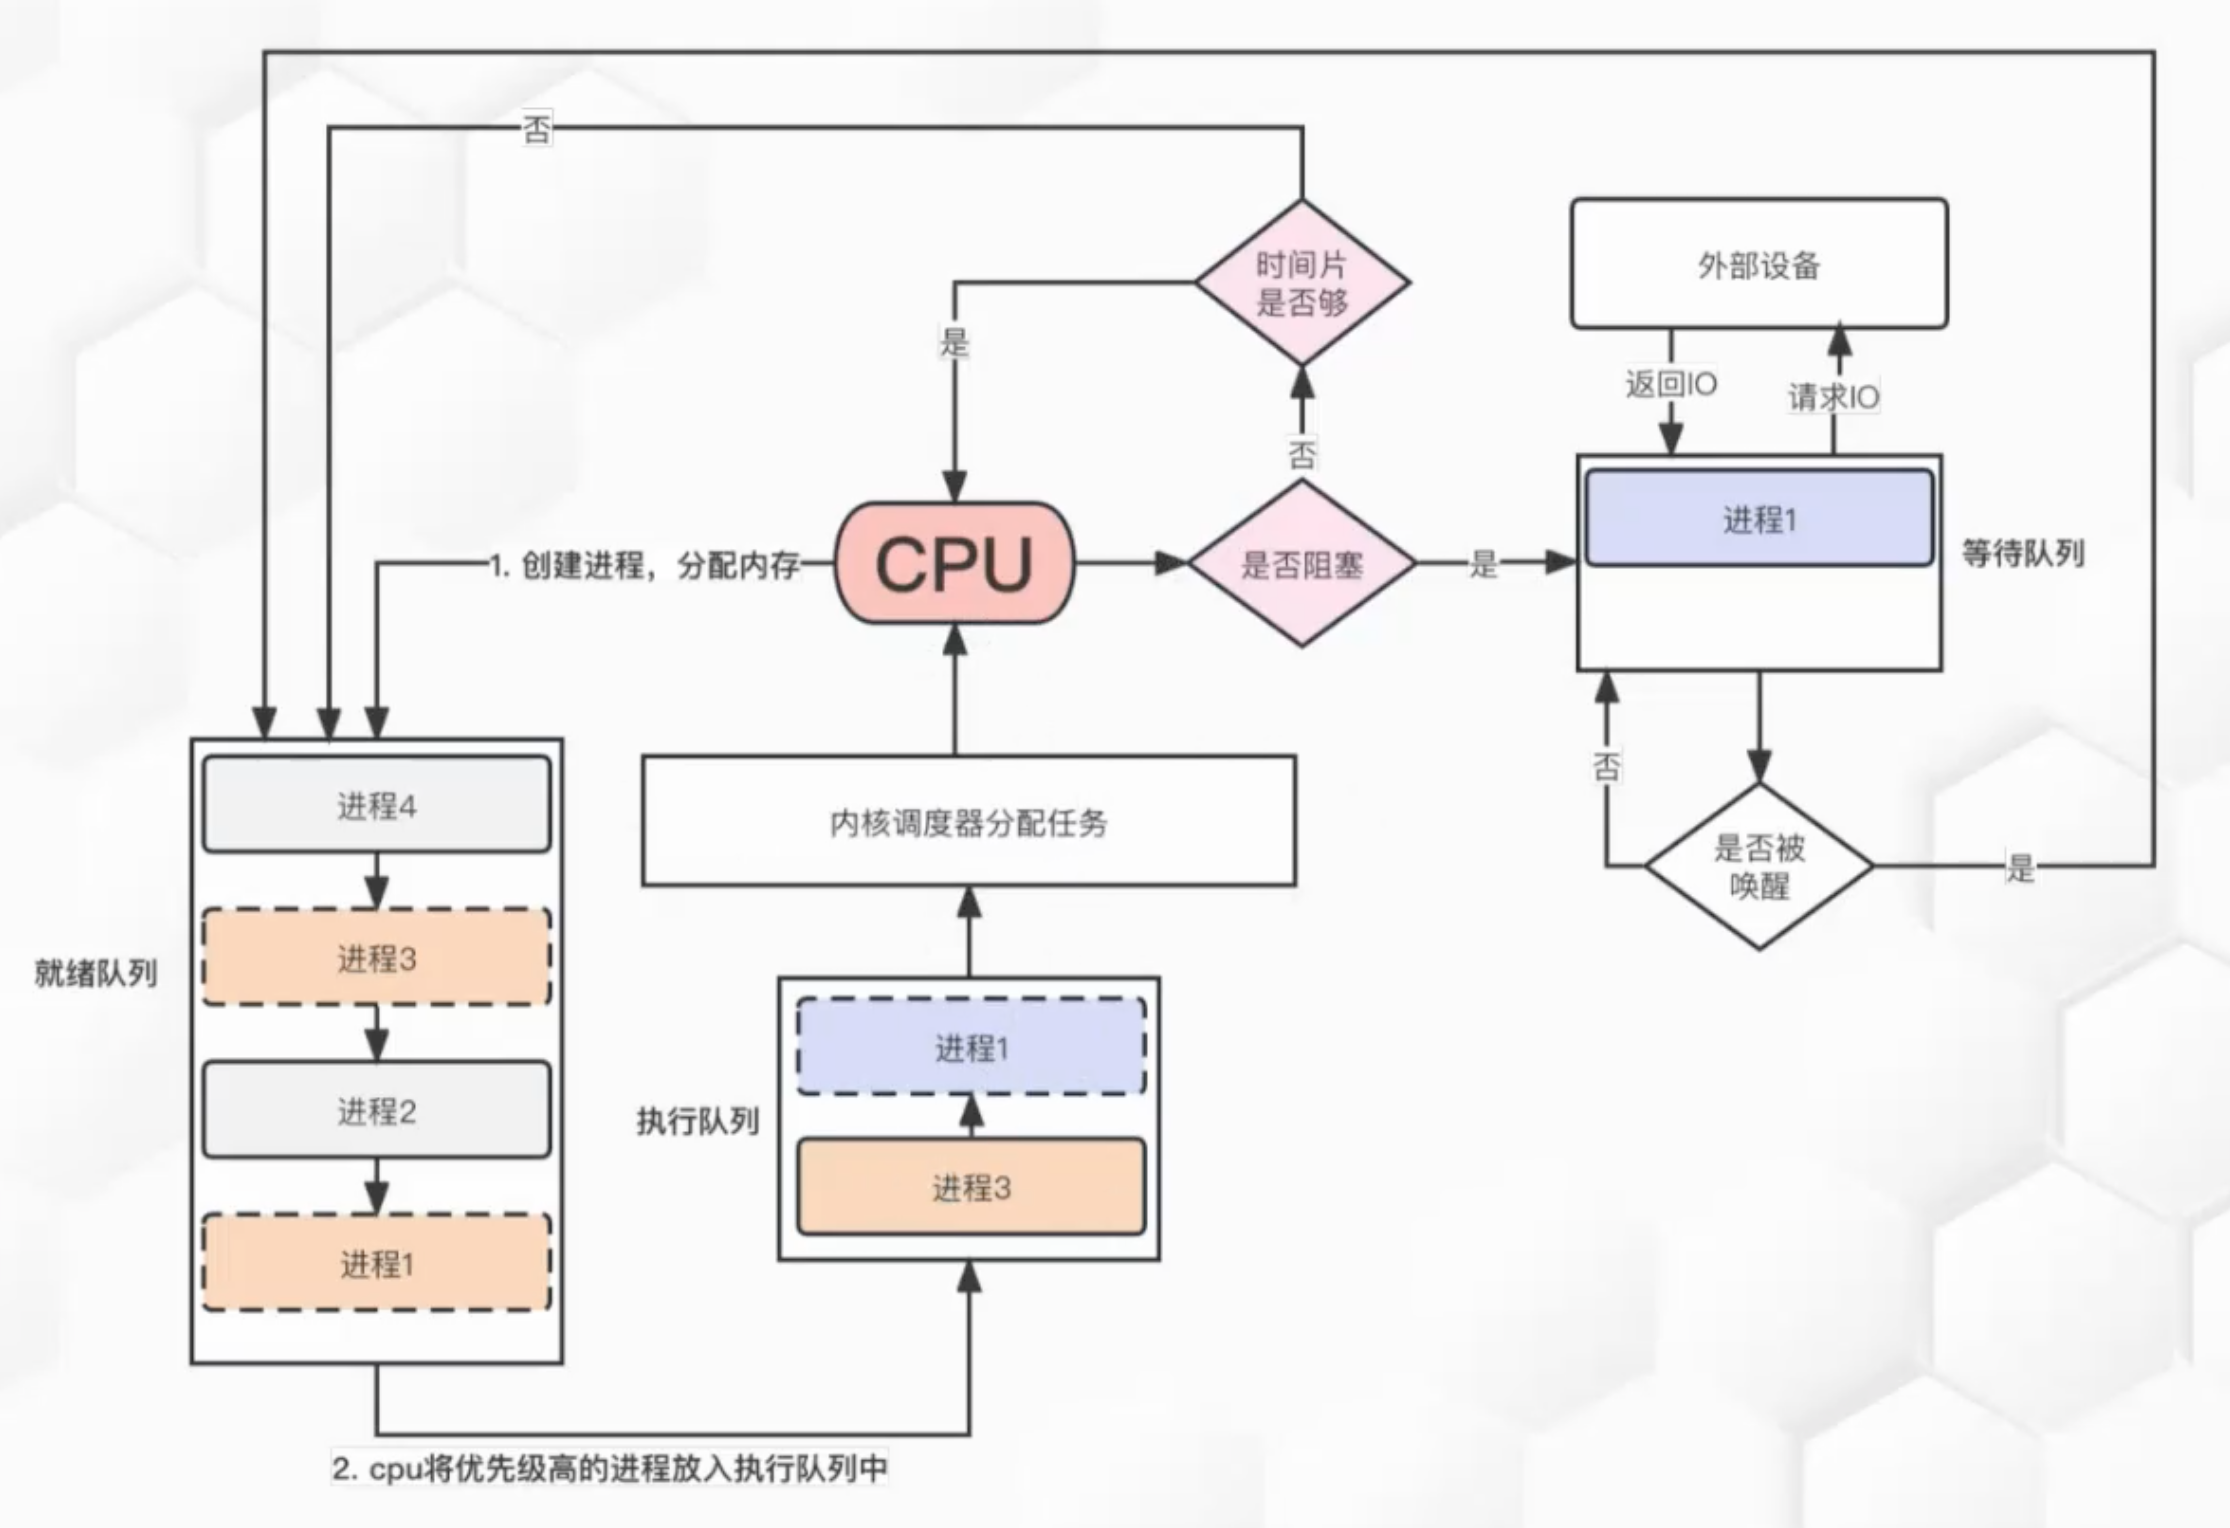 否
时间片
是否够
外部设备
是
返回IO
请求IO
否
进程1
等待队列
1. 创建进程，分配内存
CPU
是否阻塞
是
否
进程4
内核调度器分配任务
是否被
唤醒
是
进程3
就绪队列
进程1
进程2
执行队列
进程3
进程1
2. cpu将优先级高的进程放入执行队列中